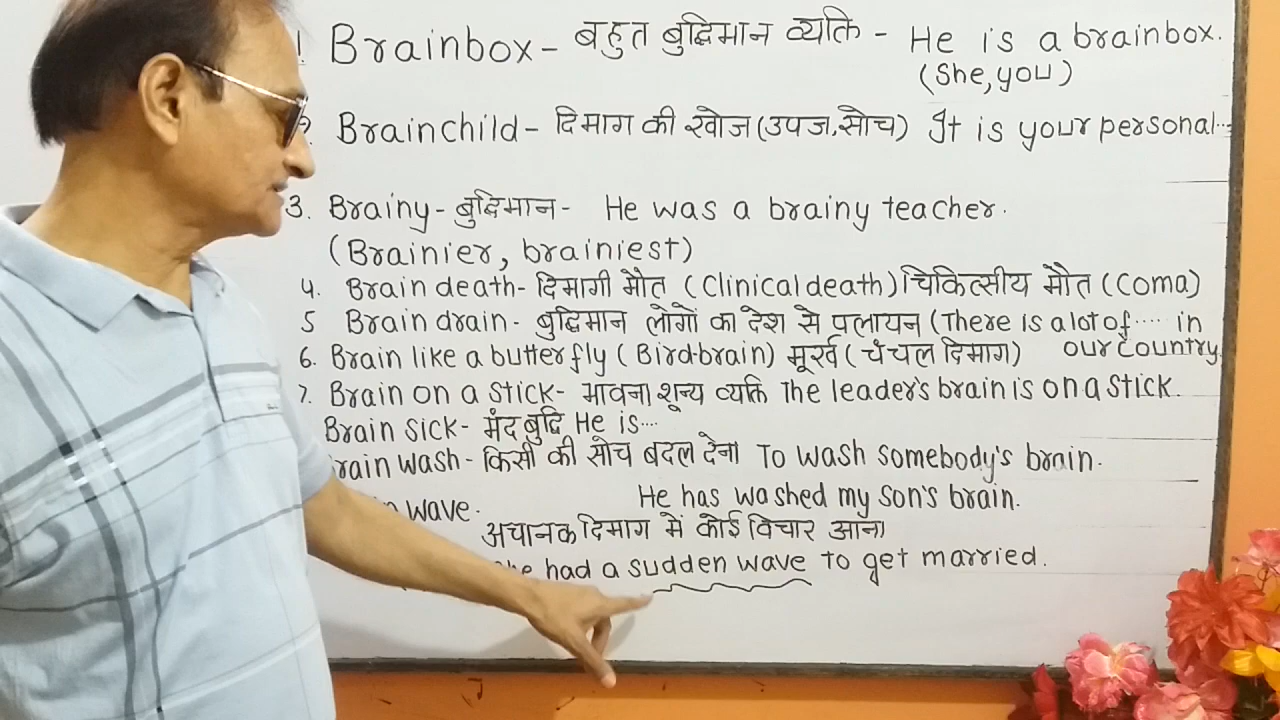 Brainbox - बहुत बुद्धिमान व्यक्ति - He is a brainbox.
(She, you)
Brainchild - दिमाग की खोज (उपज, सोच) It is your personal...
3. Brainy - बुद्धिमान - He was a brainy teacher.
(Brainier, brainiest)
4. Brain death - दिमागी मौत (Clinical death) चिकित्सीय मौत (Coma)
5 Brain drain - बुद्धिमान लोगों का देश से पलायन (There is a lot of .... in
our country.
6. Brain like a butterfly (Bird-brain) मूर्ख (चंचल दिमाग)
7. Brain on a stick - भावना शून्य व्यक्ति The leader's brain is on a stick.
Brain sick - मंद बुद्धि He is....
rain wash - किसी की सोच बदल देना To wash somebody's brain.
He has washed my son's brain.
n wave.
अचानक दिमाग में कोई विचार आना
he had a sudden wave to get married.